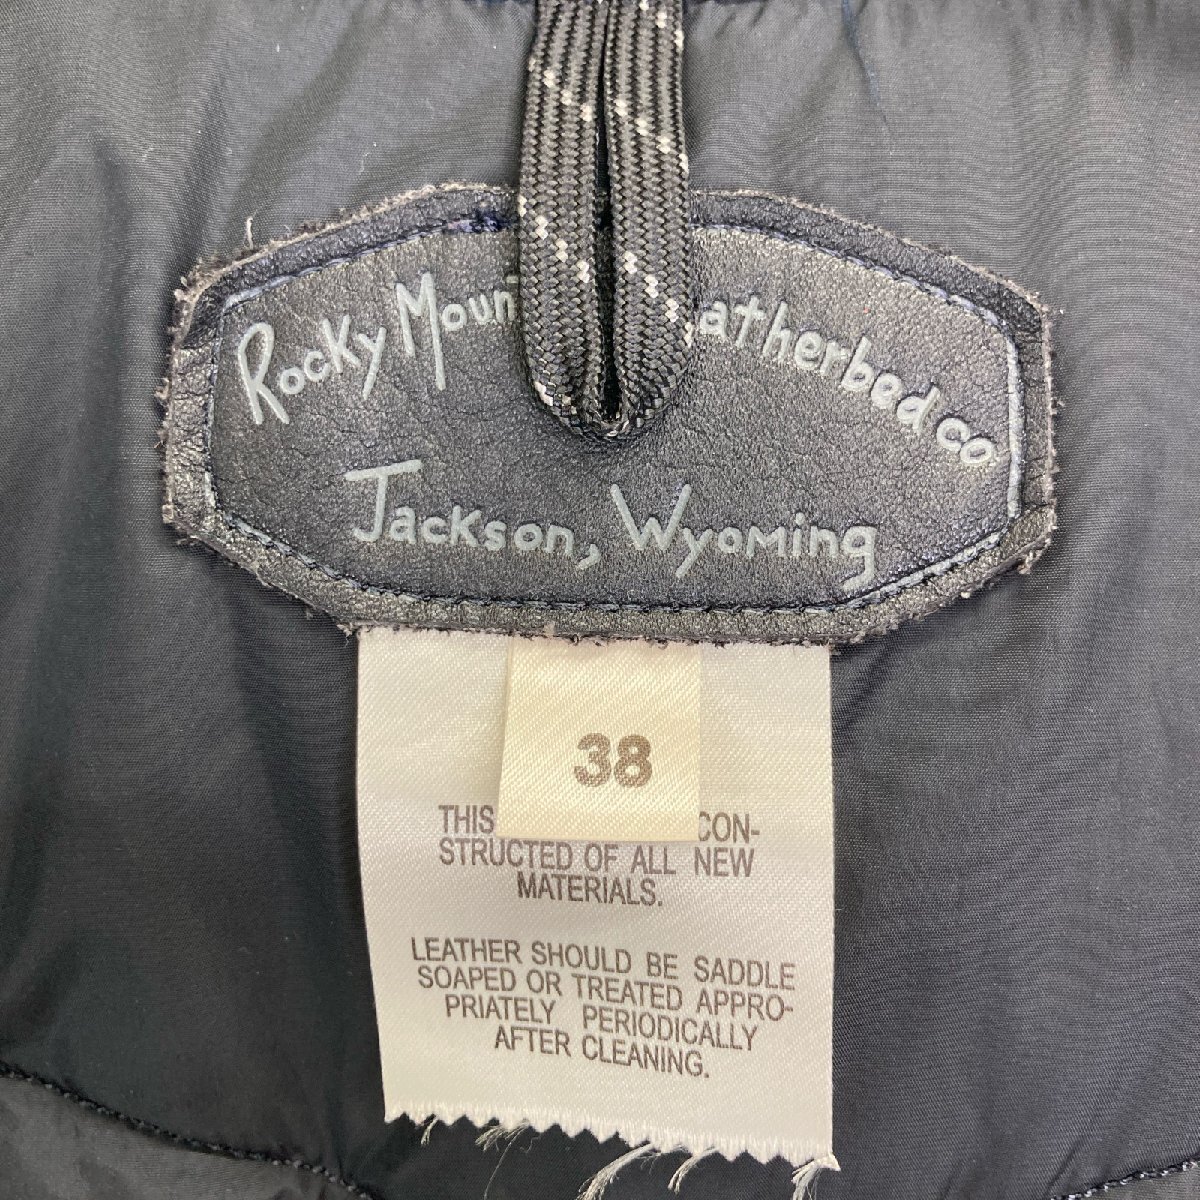 Rocky Moun atherbed co
Jackson, Wyoming
38
THIS CON-
STRUCTED OF ALL NEW
MATERIALS.
LEATHER SHOULD BE SADDLE
SOAPED OR TREATED APPRO-
PRIATELY PERIODICALLY
AFTER CLEANING.